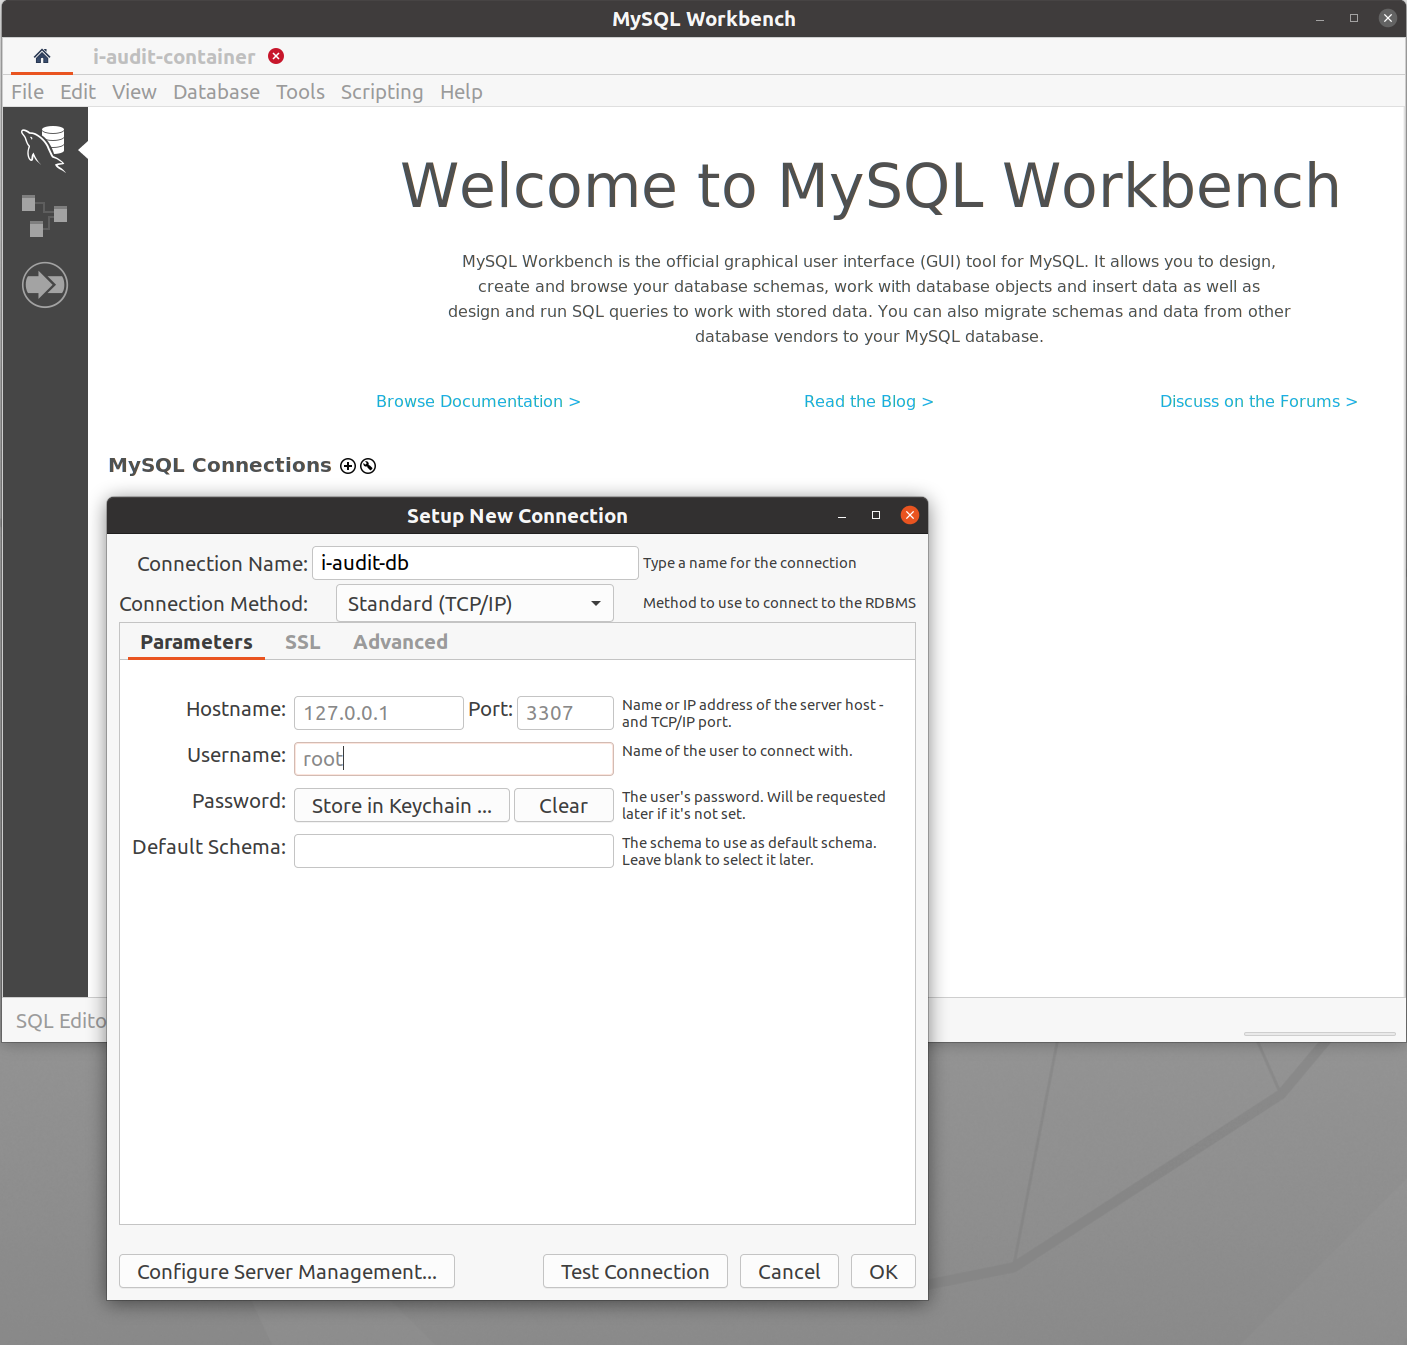 MySQL Workbench
i-audit-container
File Edit View Database Tools Scripting Help
Welcome to MySQL Workbench
MySQL Workbench is the official graphical user interface (GUI) tool for MySQL. It allows you to design,
create and browse your database schemas, work with database objects and insert data as well as
design and run SQL queries to work with stored data. You can also migrate schemas and data from other
database vendors to your MySQL database.
Browse Documentation > Read the Blog > Discuss on the Forums >
MySQL Connections
Setup New Connection
Connection Name: i-audit-db Type a name for the connection
Connection Method: Standard (TCP/IP) Method to use to connect to the RDBMS
Parameters SSL Advanced
Hostname: 127.0.0.1 Port: 3307 Name or IP address of the server host -
and TCP/IP port.
Username: root Name of the user to connect with.
Password: Store in Keychain ... Clear The user's password. Will be requested
later if it's not set.
Default Schema: The schema to use as default schema.
Leave blank to select it later.
SQL Edito
Configure Server Management... Test Connection Cancel OK